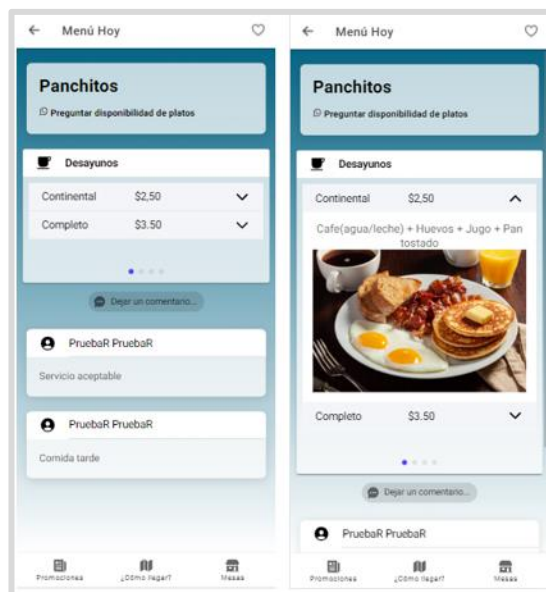 Menú Hoy
Panchitos
Preguntar disponibilidad de platos
Desayunos
Continental $2,50
Completo $3.50
Dejar un comentario...
PruebaR PruebaR
Servicio aceptable
PruebaR PruebaR
Comida tarde
Promociones ¿Cómo llegar? Mesas
Menú Hoy
Panchitos
Preguntar disponibilidad de platos
Desayunos
Continental $2,50
Cafe(agua/leche) + Huevos + Jugo + Pan
tostado
Completo $3.50
Dejar un comentario...
PruebaR PruebaR
Promociones ¿Cómo llegar? Mesas